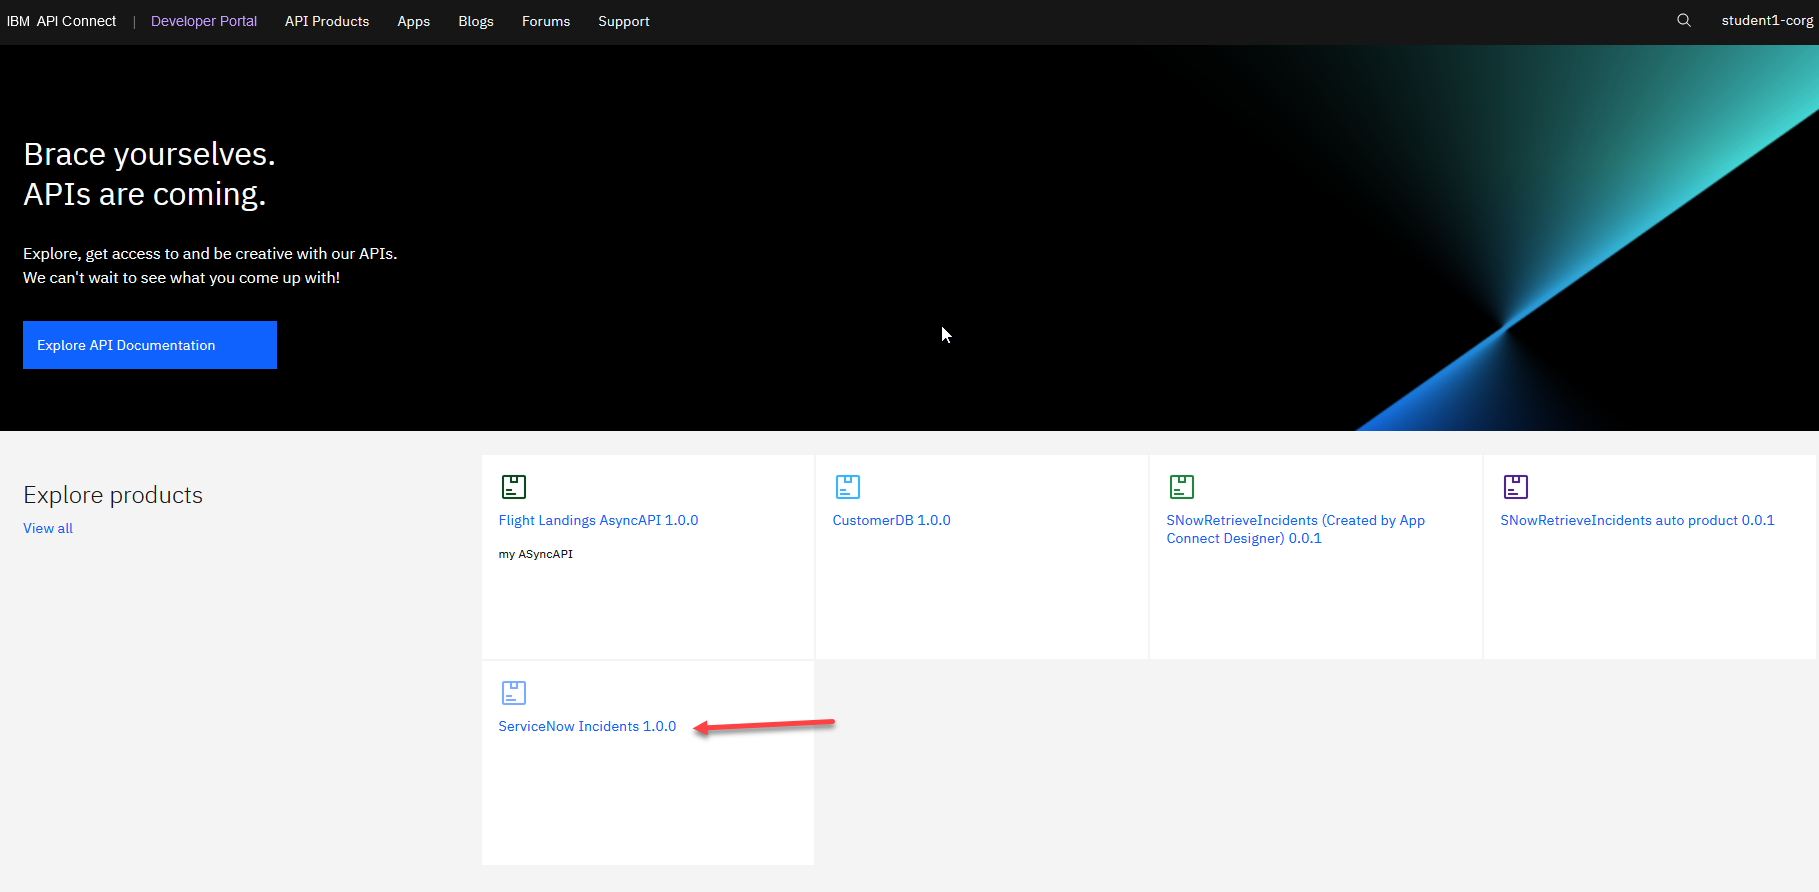 IBM API Connect | Developer Portal API Products Apps Blogs Forums Support student1-corg
Brace yourselves.
APIs are coming.
Explore, get access to and be creative with our APIs.
We can't wait to see what you come up with!
Explore API Documentation
Explore products
View all
Flight Landings AsyncAPI 1.0.0
my ASyncAPI
CustomerDB 1.0.0
SNowRetrieveIncidents (Created by App
Connect Designer) 0.0.1
SNowRetrieveIncidents auto product 0.0.1
ServiceNow Incidents 1.0.0